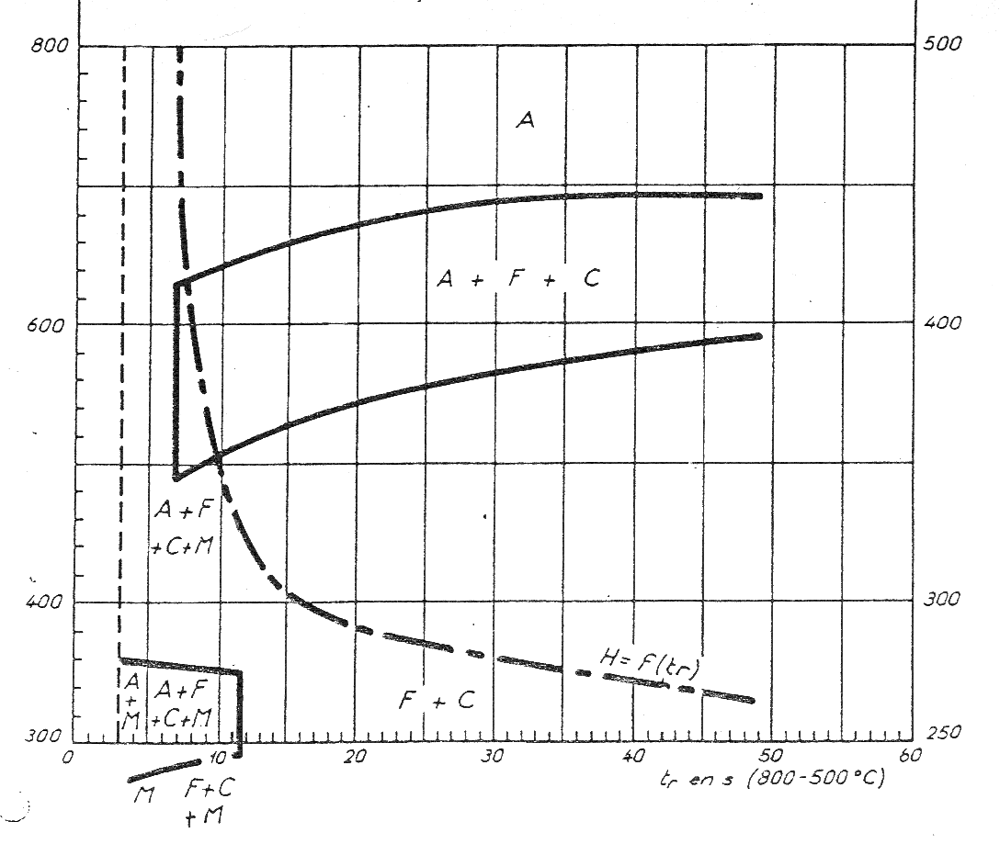 800 500
A
A + F + C
600 400
A+F
+C+M
400 300
H=F(tr)
A
+
M
A+F
+C+M
F+C
300 250
0 10 20 30 40 50 60
tr en s (800-500°C)
M
F+C
+M